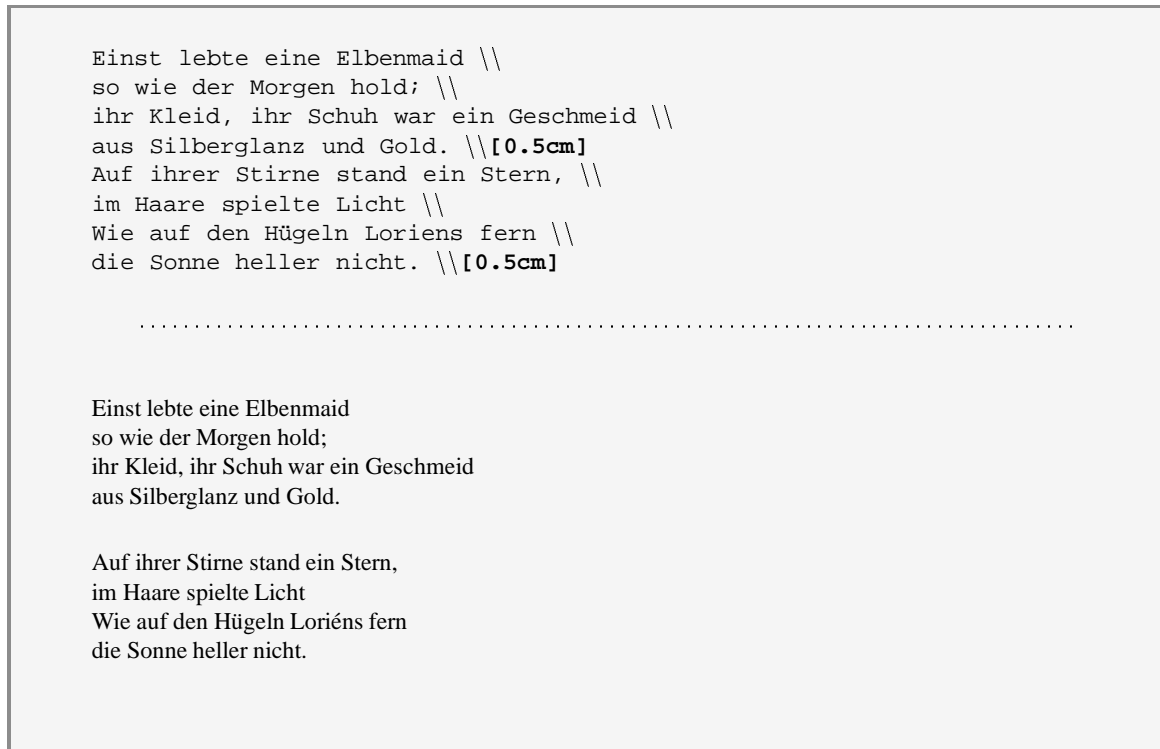 Einst lebte eine Elbenmaid \\
so wie der Morgen hold; \\
ihr Kleid, ihr Schuh war ein Geschmeid \\
aus Silberglanz und Gold. \\[0.5cm]
Auf ihrer Stirne stand ein Stern, \\
im Haare spielte Licht \\
Wie auf den Hügeln Loriens fern \\
die Sonne heller nicht. \\[0.5cm]
Einst lebte eine Elbenmaid
so wie der Morgen hold;
ihr Kleid, ihr Schuh war ein Geschmeid
aus Silberglanz und Gold.
Auf ihrer Stirne stand ein Stern,
im Haare spielte Licht
Wie auf den Hügeln Loriéns fern
die Sonne heller nicht.